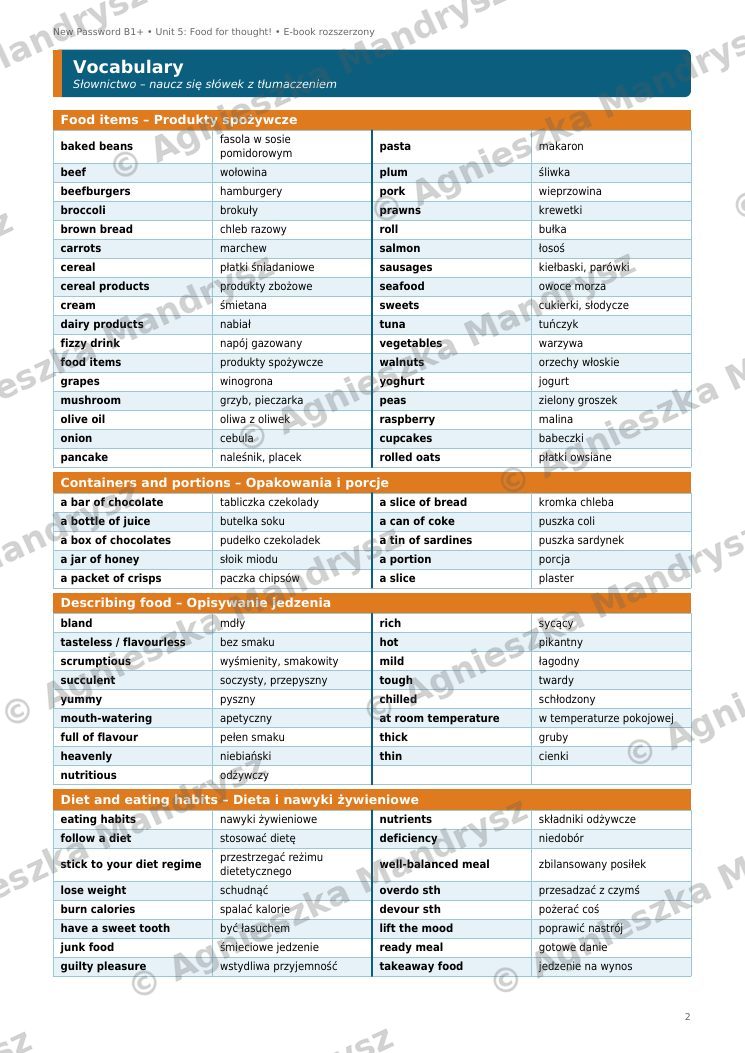 New Password B1+ • Unit 5: Food for thought! • E-book rozszerzony
Vocabulary
Słownictwo – naucz się słówek z tłumaczeniem
Food items – Produkty spożywcze
baked beans fasola w sosie pomidorowym pasta makaron
beef wołowina plum śliwka
beefburgers hamburgery pork wieprzowina
broccoli brokuły prawns krewetki
brown bread chleb razowy roll bułka
carrots marchew salmon łosoś
cereal płatki śniadaniowe sausages kiełbaski, parówki
cereal products produkty zbożowe seafood owoce morza
cream śmietana sweets cukierki, słodycze
dairy products nabiał tuna tuńczyk
fizzy drink napój gazowany vegetables warzywa
food items produkty spożywcze walnuts orzechy włoskie
grapes winogrona yoghurt jogurt
mushroom grzyb, pieczarka peas zielony groszek
olive oil oliwa z oliwek raspberry malina
onion cebula cupcakes babeczki
pancake naleśnik, placek rolled oats płatki owsiane
Containers and portions – Opakowania i porcje
a bar of chocolate tabliczka czekolady a slice of bread kromka chleba
a bottle of juice butelka soku a can of coke puszka coli
a box of chocolates pudełko czekoladek a tin of sardines puszka sardynek
a jar of honey słoik miodu a portion porcja
a packet of crisps paczka chipsów a slice plaster
Describing food – Opisywanie jedzenia
bland mdły rich sycący
tasteless / flavourless bez smaku hot pikantny
scrumptious wyśmienity, smakowity mild łagodny
succulent soczysty, przepyszny tough twardy
yummy pyszny chilled schłodzony
mouth-watering apetyczny at room temperature w temperaturze pokojowej
full of flavour pełen smaku thick gruby
heavenly niebiański thin cienki
nutritious odżywczy
Diet and eating habits – Dieta i nawyki żywieniowe
eating habits nawyki żywieniowe nutrients składniki odżywcze
follow a diet stosować dietę deficiency niedobór
stick to your diet regime przestrzegać reżimu dietetycznego well-balanced meal zbilansowany posiłek
lose weight schudnąć overdo sth przesadzać z czymś
burn calories spalać kalorie devour sth pożerać coś
have a sweet tooth być łasuchem lift the mood poprawić nastrój
junk food śmieciowe jedzenie ready meal gotowe danie
guilty pleasure wstydliwa przyjemność takeaway food jedzenie na wynos
2
© Agnieszka Mandrysz